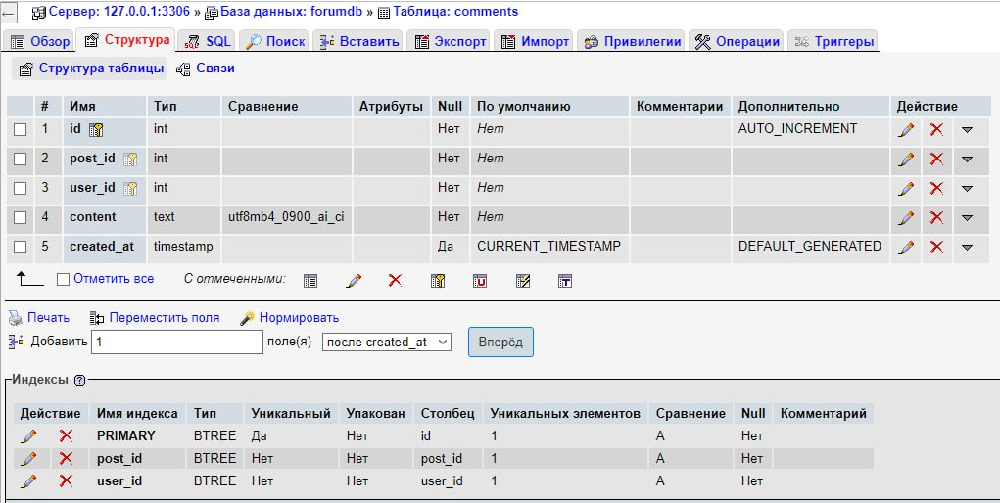 Сервер: 127.0.0.1:3306 » База данных: forumdb » Таблица: comments
Обзор Структура SQL Поиск Вставить Экспорт Импорт Привилегии Операции Триггеры
Структура таблицы Связи
# Имя Тип Сравнение Атрибуты Null По умолчанию Комментарии Дополнительно Действие
1 id int Нет Нет AUTO_INCREMENT
2 post_id int Нет Нет
3 user_id int Нет Нет
4 content text utf8mb4_0900_ai_ci Нет Нет
5 created_at timestamp Да CURRENT_TIMESTAMP DEFAULT_GENERATED
Отметить все С отмеченными:
Печать Переместить поля Нормировать
Добавить 1 поле(я) после created_at Вперёд
Индексы
Действие Имя индекса Тип Уникальный Упакован Столбец Уникальных элементов Сравнение Null Комментарий
PRIMARY BTREE Да Нет id 1 A Нет
post_id BTREE Нет Нет post_id 1 A Нет
user_id BTREE Нет Нет user_id 1 A Нет